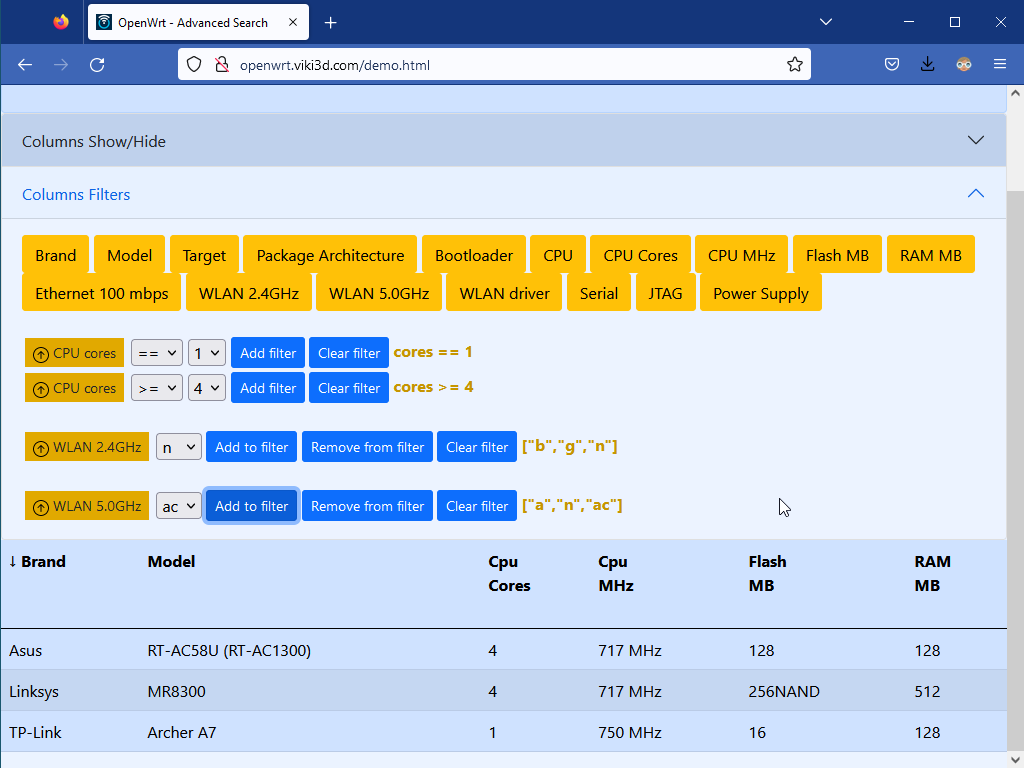 OpenWrt - Advanced Search
openwrt.viki3d.com/demo.html
Columns Show/Hide
Columns Filters
Brand Model Target Package Architecture Bootloader CPU CPU Cores CPU MHz Flash MB RAM MB
Ethernet 100 mbps WLAN 2.4GHz WLAN 5.0GHz WLAN driver Serial JTAG Power Supply
CPU cores == 1 Add filter Clear filter cores == 1
CPU cores >= 4 Add filter Clear filter cores >= 4
WLAN 2.4GHz n Add to filter Remove from filter Clear filter ["b","g","n"]
WLAN 5.0GHz ac Add to filter Remove from filter Clear filter ["a","n","ac"]
↓ Brand Model Cpu Cpu Flash RAM
Cores MHz MB MB
Asus RT-AC58U (RT-AC1300) 4 717 MHz 128 128
Linksys MR8300 4 717 MHz 256NAND 512
TP-Link Archer A7 1 750 MHz 16 128